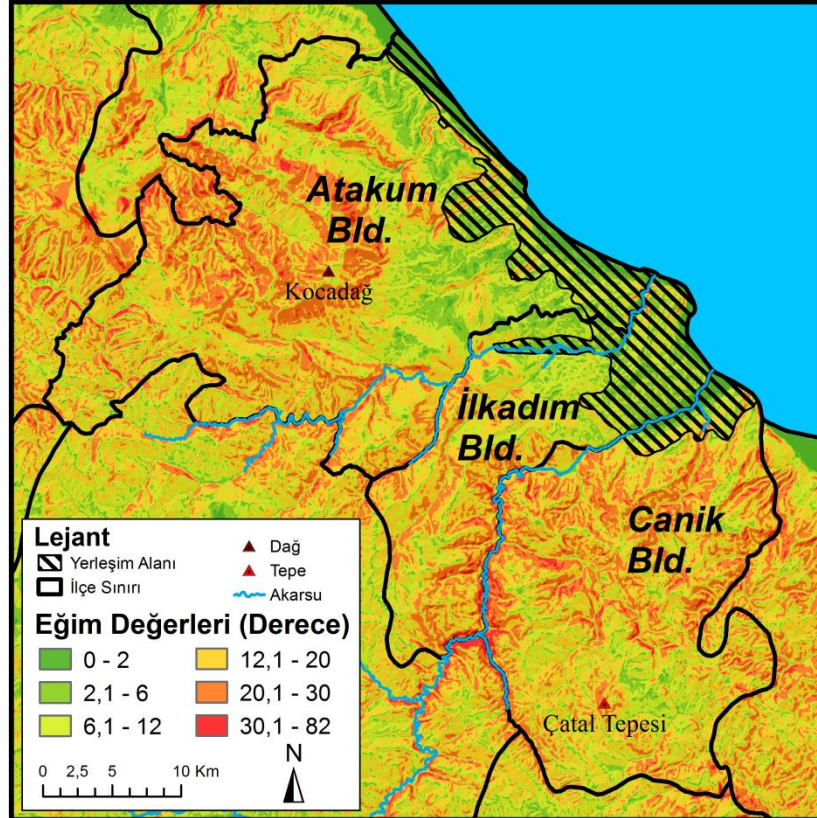 Atakum
Bld.
Kocadağ
İlkadım
Bld.
Canik
Bld.
Çatal Tepesi
Lejant
Yerleşim Alanı
İlçe Sınırı
Dağ
Tepe
Akarsu
Eğim Değerleri (Derece)
0 - 2
2,1 - 6
6,1 - 12
12,1 - 20
20,1 - 30
30,1 - 82
0 2,5 5 10 Km
N